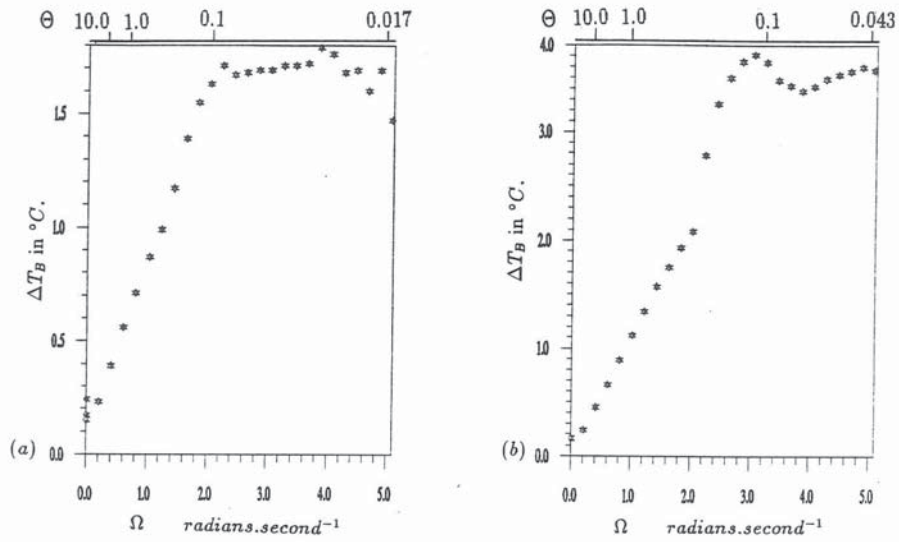 Θ 10.0 1.0 0.1 0.017
1.5
1.0
0.5
0.0
ΔT_B in °C.
(a)
0.0 1.0 2.0 3.0 4.0 5.0
Ω radians.second⁻¹
Θ 10.0 1.0 0.1 0.043
4.0
3.0
2.0
1.0
0.0
ΔT_B in °C.
(b)
0.0 1.0 2.0 3.0 4.0 5.0
Ω radians.second⁻¹